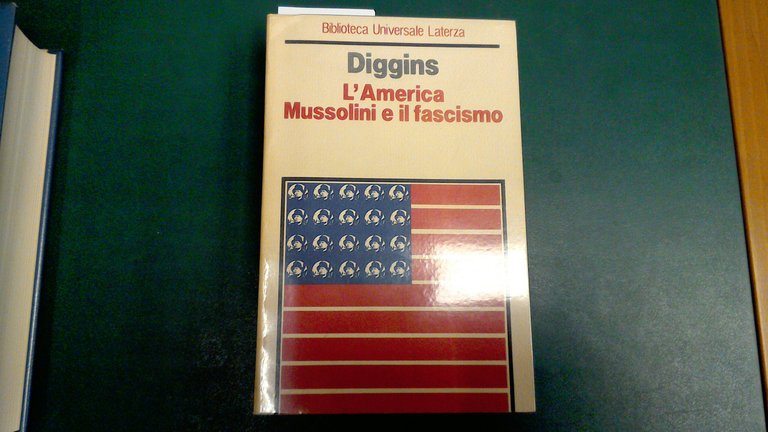 Biblioteca Universale Laterza
Diggins
L'America
Mussolini e il fascismo